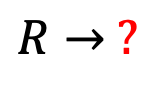 R → ?